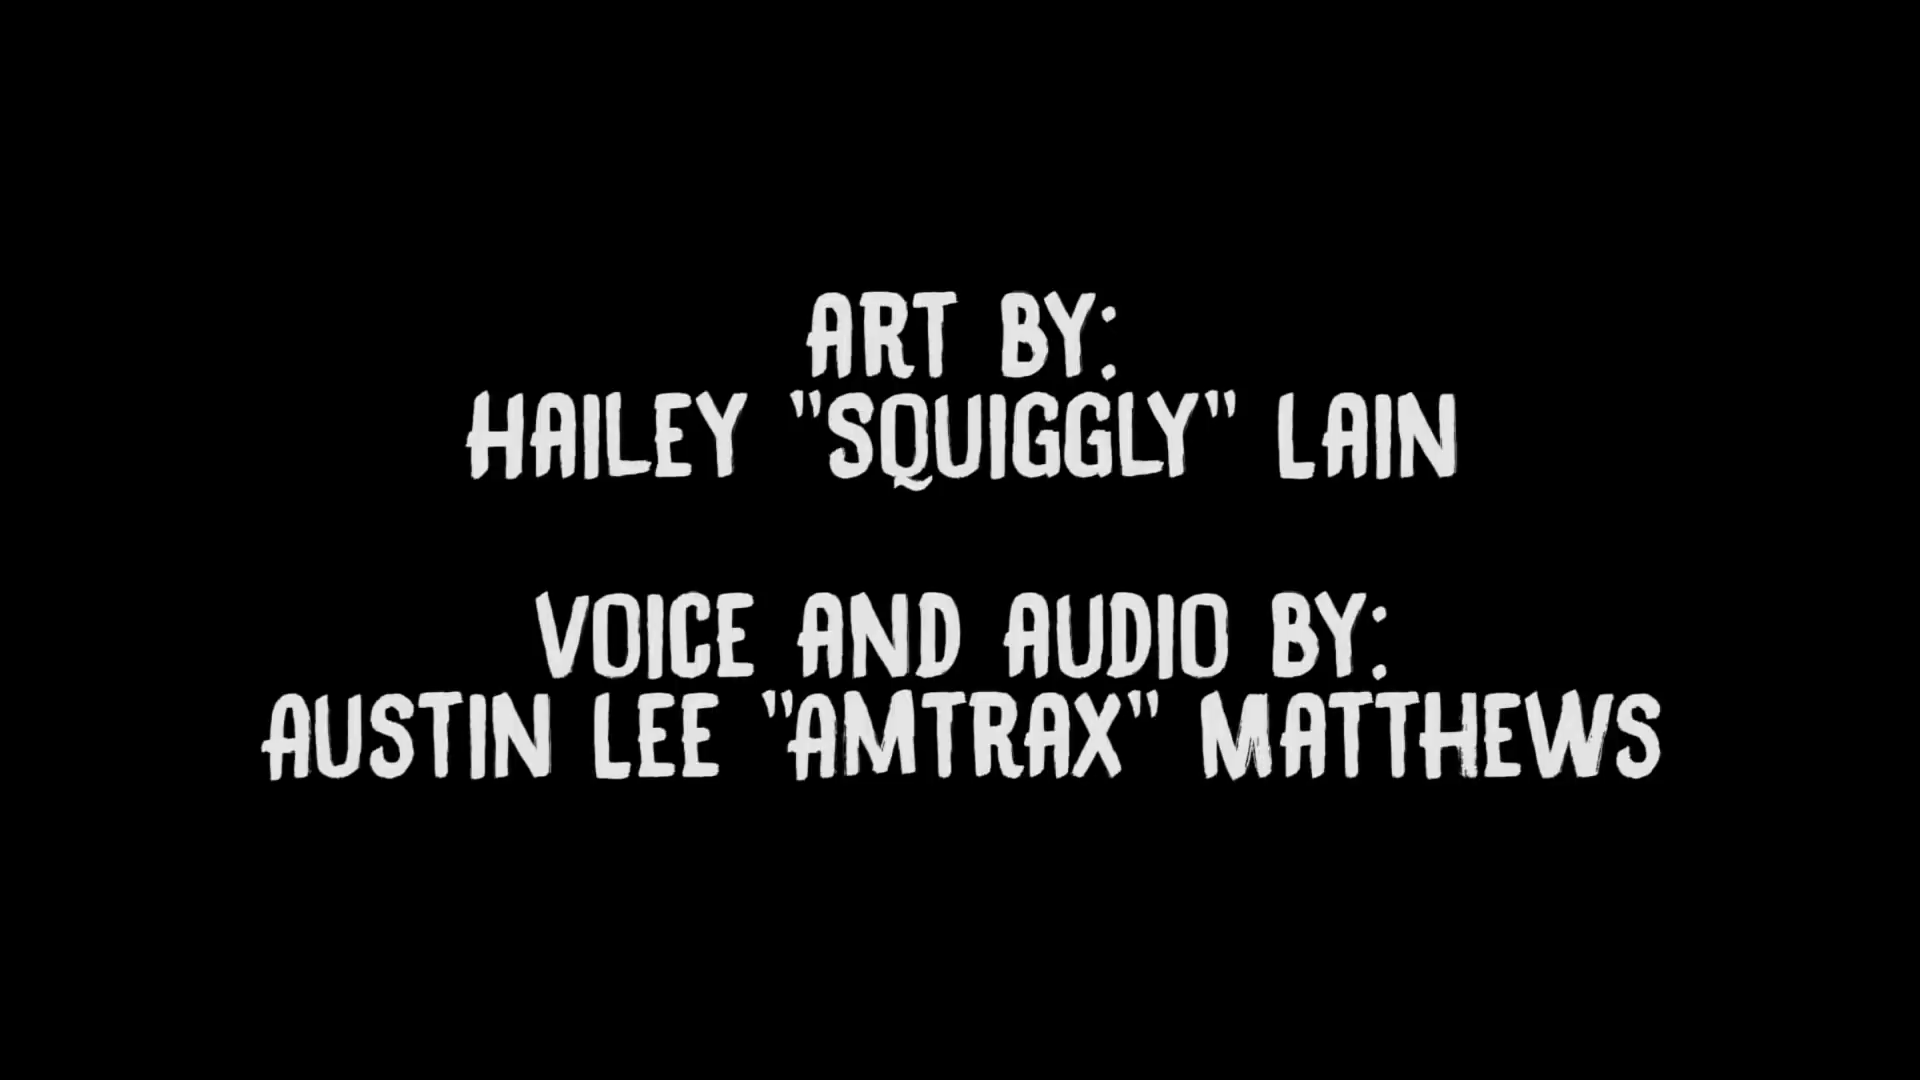 ART BY:
HAILEY "SQUIGGLY" LAIN
VOICE AND AUDIO BY:
AUSTIN LEE "AMTRAX" MATTHEWS